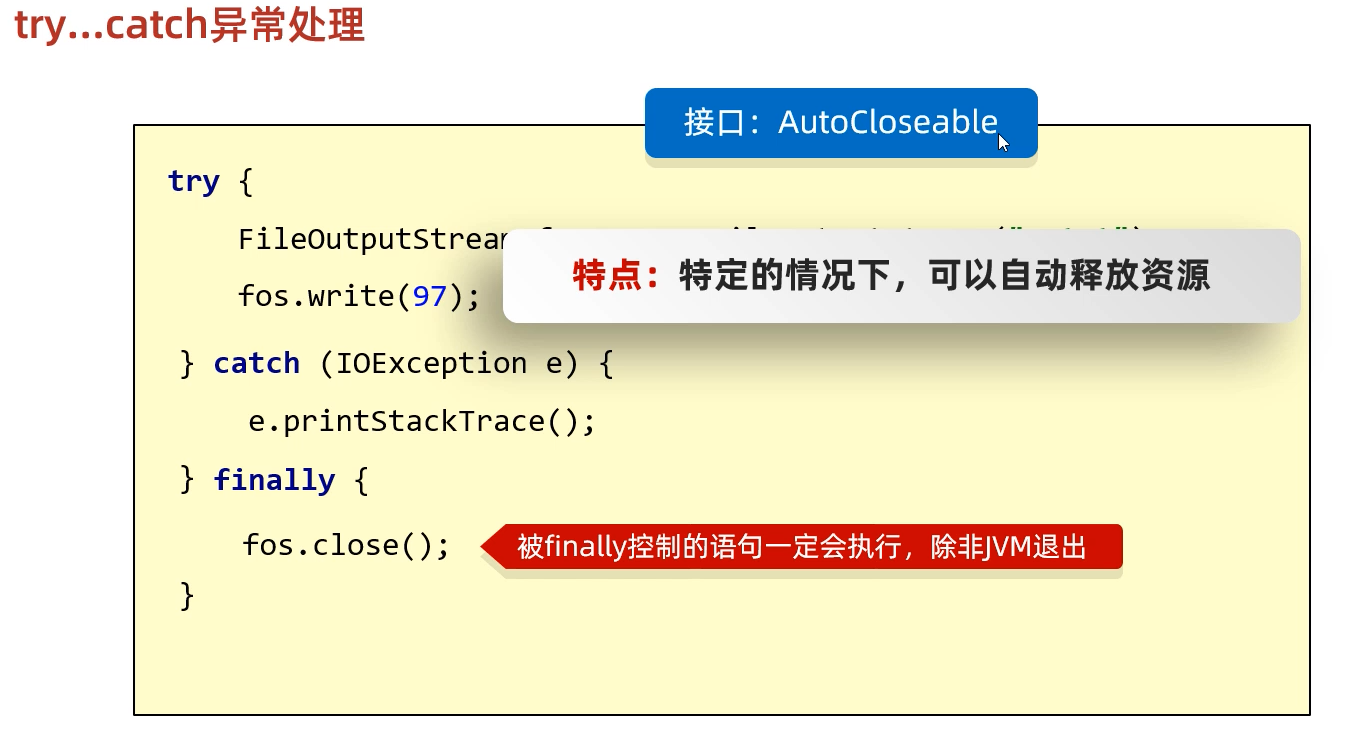 try...catch异常处理
接口：AutoCloseable
try {
FileOutputStream
特点：特定的情况下，可以自动释放资源
fos.write(97);
} catch (IOException e) {
e.printStackTrace();
} finally {
fos.close();
被finally控制的语句一定会执行，除非JVM退出
}